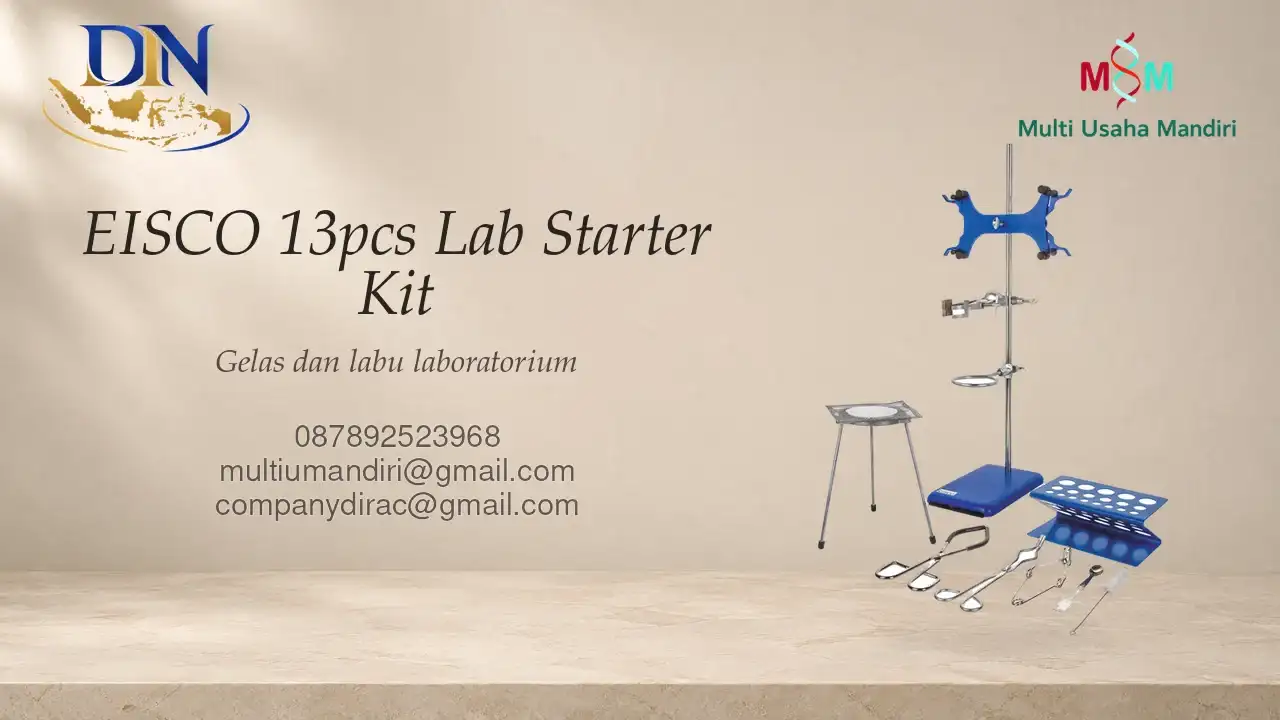 DIN
MSM
Multi Usaha Mandiri
EISCO 13pcs Lab Starter
Kit
Gelas dan labu laboratorium
087892523968
multiumandiri@gmail.com
companydirac@gmail.com